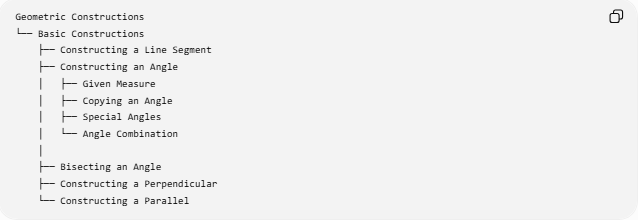 Geometric Constructions
└── Basic Constructions
    ├── Constructing a Line Segment
    ├── Constructing an Angle
    │   ├── Given Measure
    │   ├── Copying an Angle
    │   ├── Special Angles
    │   └── Angle Combination
    │
    ├── Bisecting an Angle
    ├── Constructing a Perpendicular
    └── Constructing a Parallel